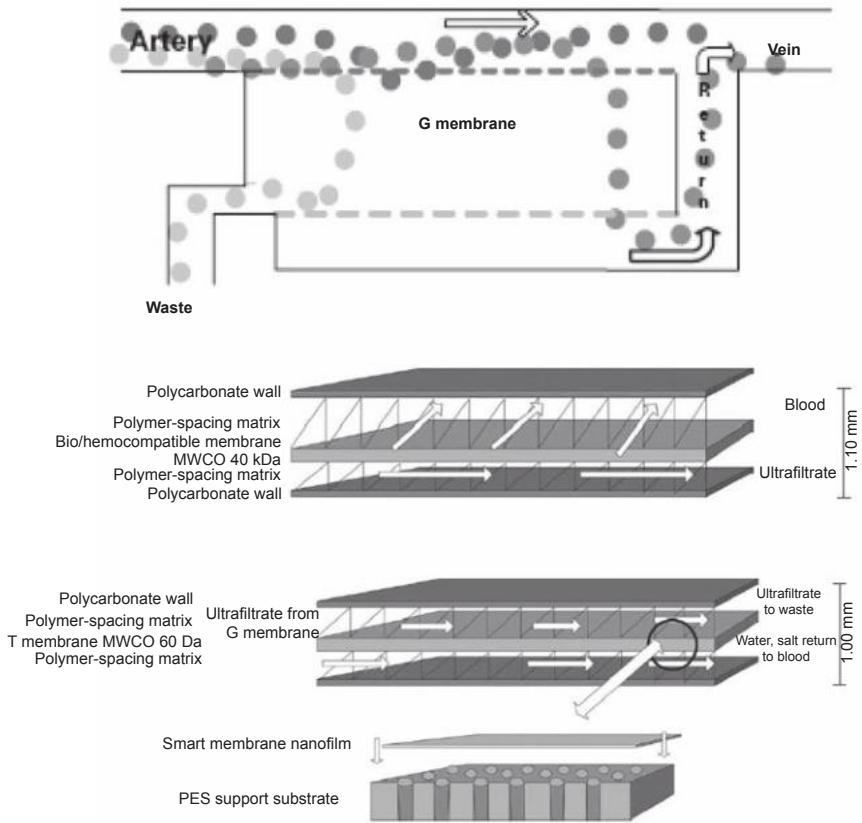 Artery
Vein
Return
G membrane
Waste
Polycarbonate wall
Polymer-spacing matrix
Bio/hemocompatible membrane
MWCO 40 kDa
Polymer-spacing matrix
Polycarbonate wall
Blood
Ultrafiltrate
1.10 mm
Polycarbonate wall
Polymer-spacing matrix
T membrane MWCO 60 Da
Polymer-spacing matrix
Ultrafiltrate from
G membrane
Ultrafiltrate
to waste
Water, salt return
to blood
1.00 mm
Smart membrane nanofilm
PES support substrate